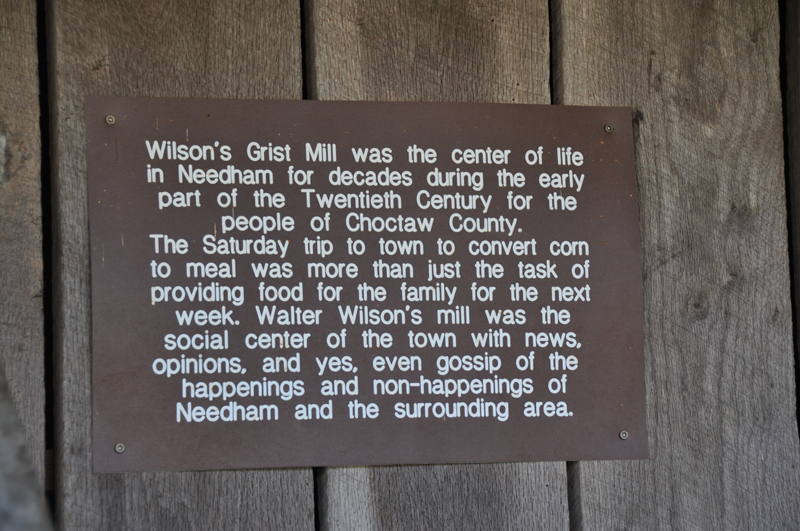 Wilson's Grist Mill was the center of life
in Needham for decades during the early
part of the Twentieth Century for the
people of Choctaw County.
The Saturday trip to town to convert corn
to meal was more than just the task of
providing food for the family for the next
week. Walter Wilson's mill was the
social center of the town with news,
opinions, and yes, even gossip of the
happenings and non-happenings of
Needham and the surrounding area.